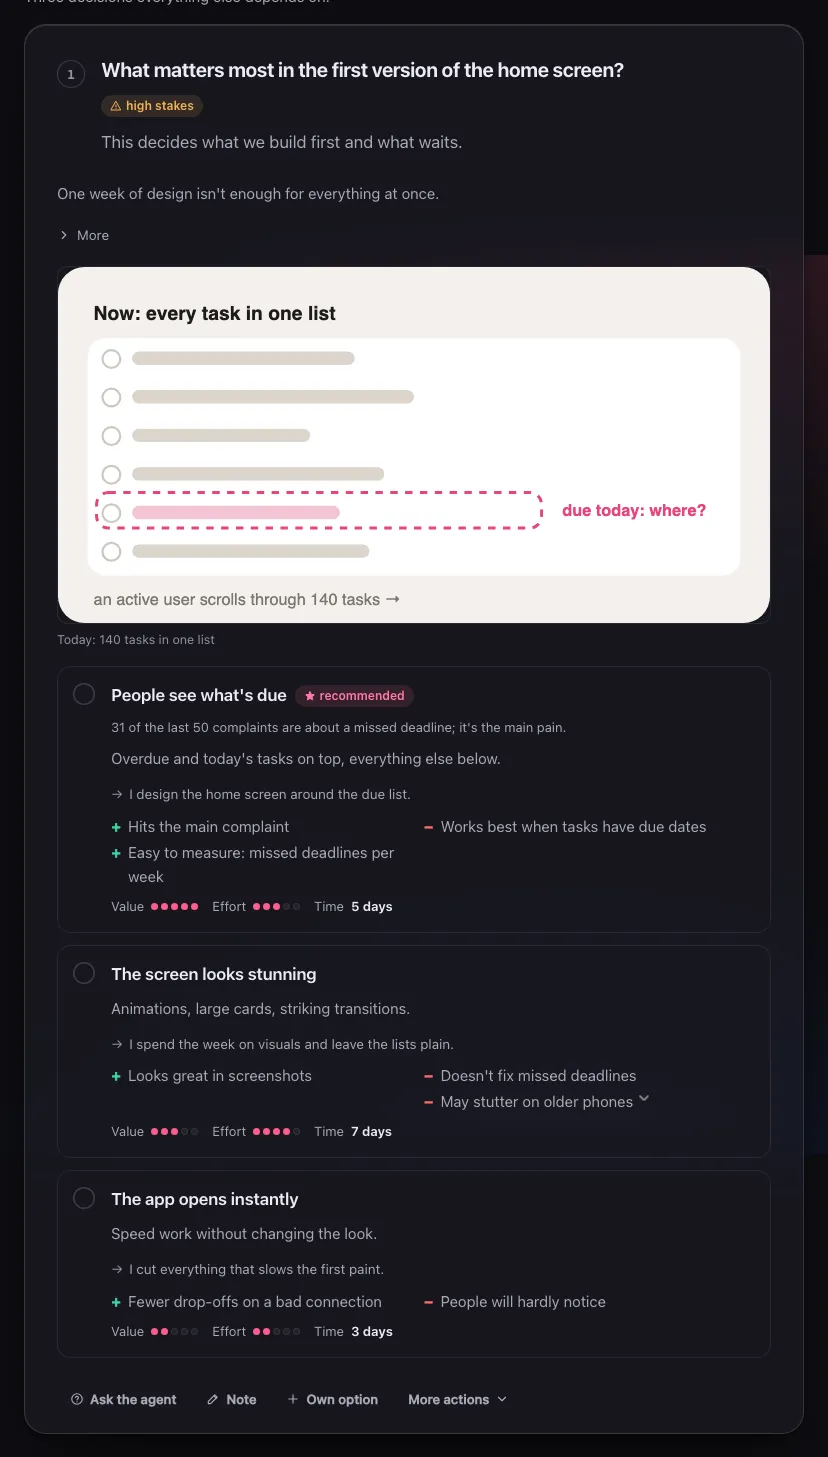 1
What matters most in the first version of the home screen?
high stakes
This decides what we build first and what waits.
One week of design isn't enough for everything at once.
More
Now: every task in one list
due today: where?
an active user scrolls through 140 tasks →
Today: 140 tasks in one list
People see what's due
recommended
31 of the last 50 complaints are about a missed deadline; it's the main pain.
Overdue and today's tasks on top, everything else below.
→ I design the home screen around the due list.
+ Hits the main complaint
− Works best when tasks have due dates
+ Easy to measure: missed deadlines per
week
Value Effort Time 5 days
The screen looks stunning
Animations, large cards, striking transitions.
→ I spend the week on visuals and leave the lists plain.
+ Looks great in screenshots
− Doesn't fix missed deadlines
− May stutter on older phones
Value Effort Time 7 days
The app opens instantly
Speed work without changing the look.
→ I cut everything that slows the first paint.
+ Fewer drop-offs on a bad connection
− People will hardly notice
Value Effort Time 3 days
Ask the agent Note + Own option More actions